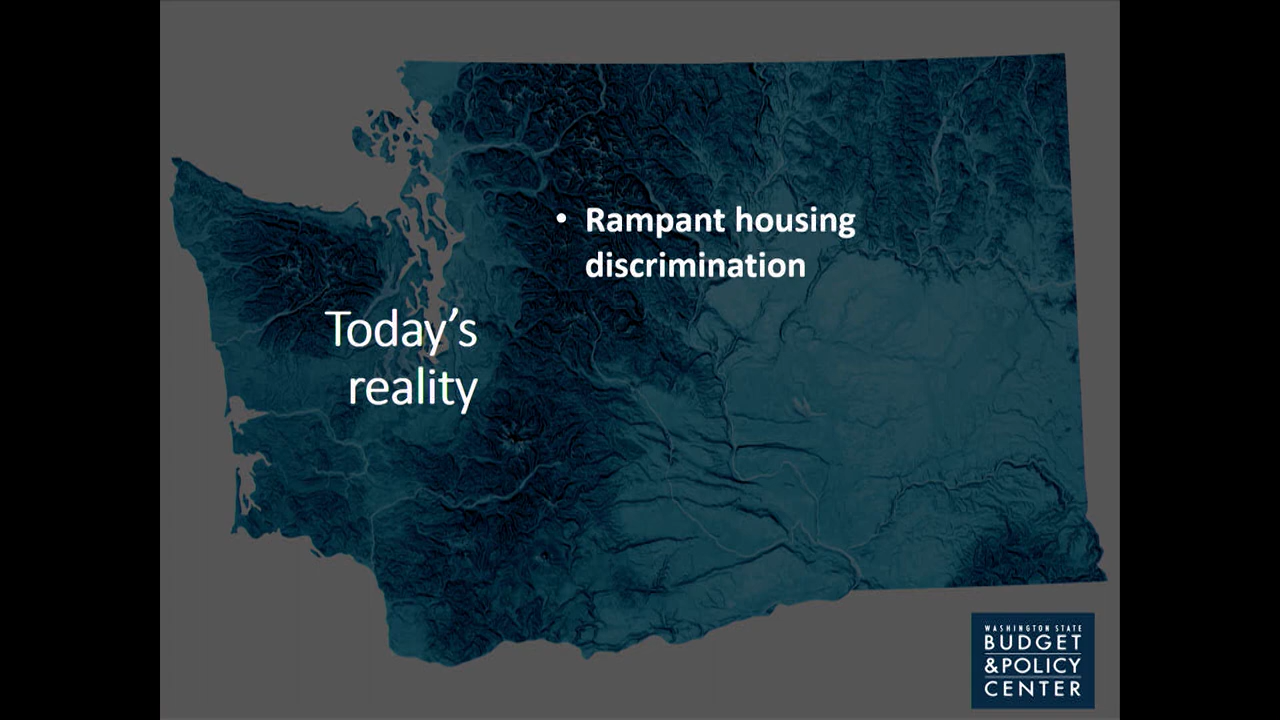 Today's
reality
• Rampant housing
discrimination
WASHINGTON STATE
BUDGET
&POLICY
CENTER